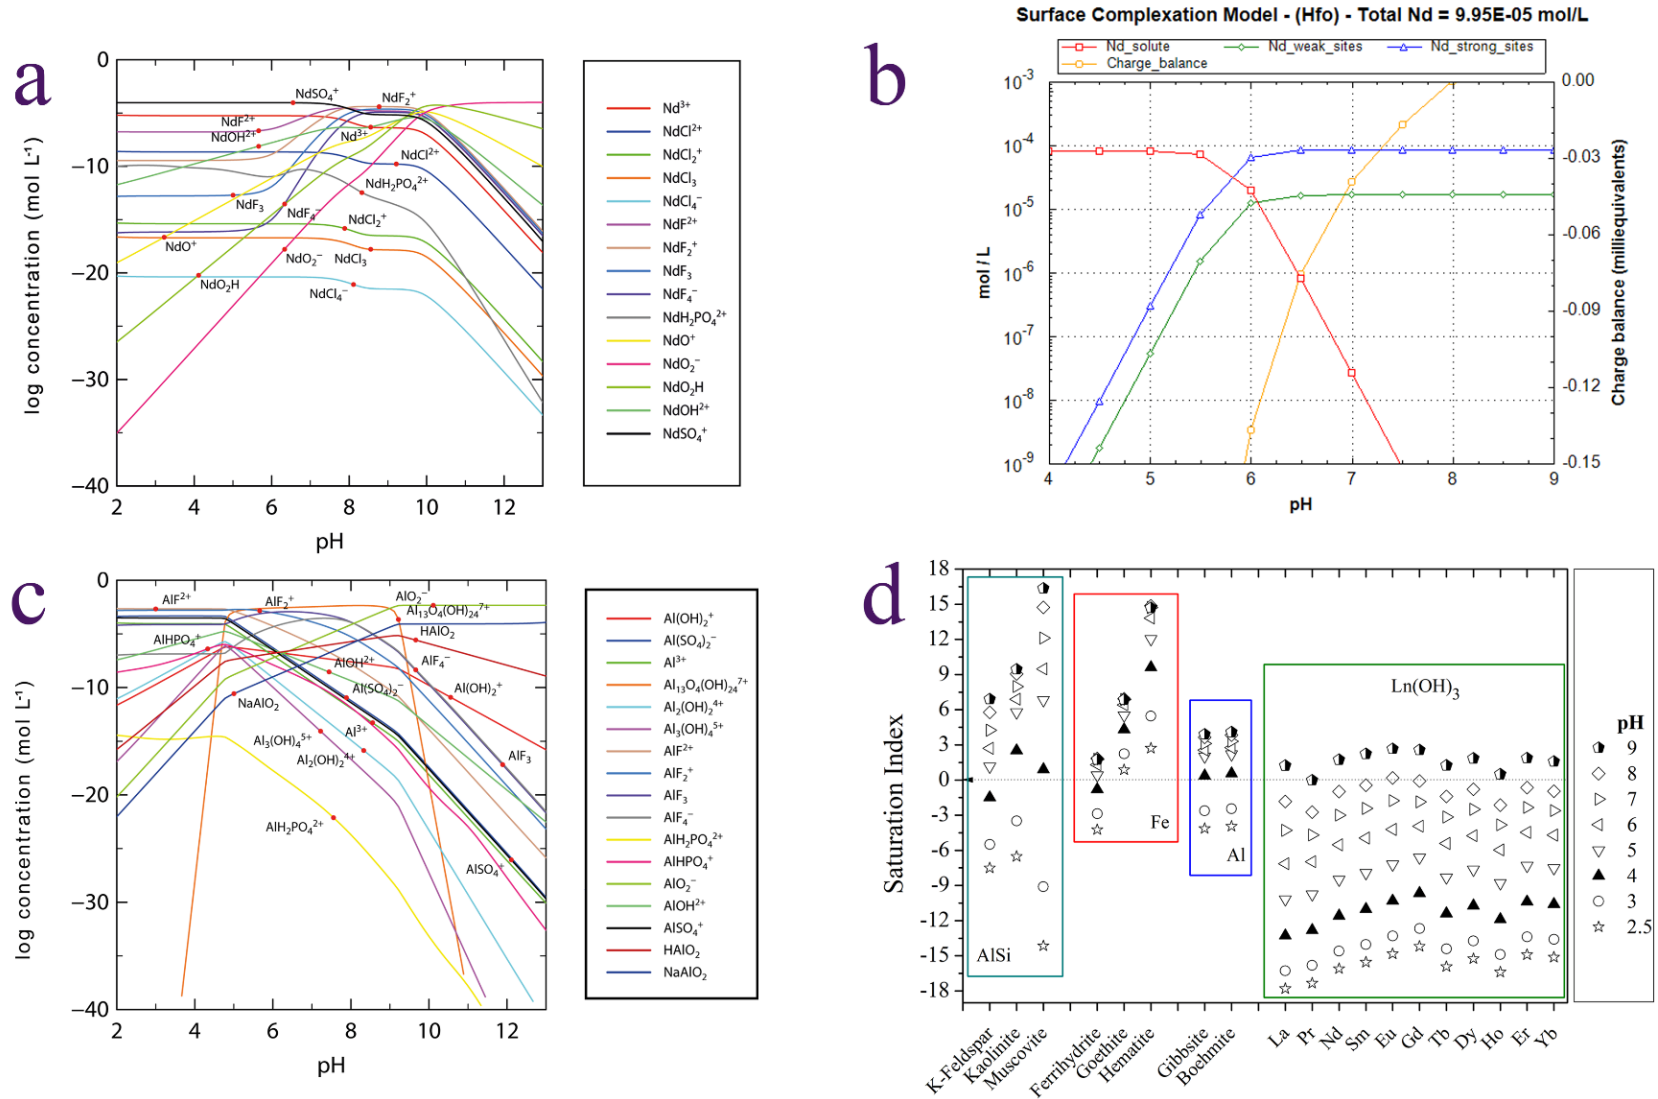 a
0
−10
−20
−30
−40
2 4 6 8 10 12
pH
log concentration (mol L⁻¹)
NdSO₄⁺
NdF₂⁺
NdF²⁺
NdOH²⁺
Nd³⁺
NdCl²⁺
NdH₂PO₄²⁺
NdF₃
NdF₄⁻
NdCl₂⁺
NdO⁺
NdO₂⁻
NdCl₃
NdO₂H
NdCl₄⁻
Nd³⁺
NdCl²⁺
NdCl₂⁺
NdCl₃
NdCl₄⁻
NdF²⁺
NdF₂⁺
NdF₃
NdF₄⁻
NdH₂PO₄²⁺
NdO⁺
NdO₂⁻
NdO₂H
NdOH²⁺
NdSO₄⁺
b
Surface Complexation Model - (Hfo) - Total Nd = 9.95E-05 mol/L
Nd_solute Nd_weak_sites Nd_strong_sites
Charge_balance
10⁻³
10⁻⁴
10⁻⁵
10⁻⁶
10⁻⁷
10⁻⁸
10⁻⁹
mol / L
4 5 6 7 8 9
pH
0.00
-0.03
-0.06
-0.09
-0.12
-0.15
Charge balance (milliequivalents)
c
0
−10
−20
−30
−40
2 4 6 8 10 12
pH
log concentration (mol L⁻¹)
AlF²⁺
AlF₂⁺
AlO₂⁻
Al₁₃O₄(OH)₂₄⁷⁺
HAlO₂
AlHPO₄⁺
AlOH²⁺
AlF₄⁻
Al(SO₄)₂⁻
Al(OH)₂⁺
NaAlO₂
Al³⁺
Al₃(OH)₄⁵⁺
Al₂(OH)₂⁴⁺
AlF₃
AlH₂PO₄²⁺
AlSO₄⁺
Al(OH)₂⁺
Al(SO₄)₂⁻
Al³⁺
Al₁₃O₄(OH)₂₄⁷⁺
Al₂(OH)₂⁴⁺
Al₃(OH)₄⁵⁺
AlF²⁺
AlF₂⁺
AlF₃
AlF₄⁻
AlH₂PO₄²⁺
AlHPO₄⁺
AlO₂⁻
AlOH²⁺
AlSO₄⁺
HAlO₂
NaAlO₂
d
18
15
12
9
6
3
0
-3
-6
-9
-12
-15
-18
Saturation Index
AlSi
Fe
Al
Ln(OH)₃
K-Feldspar
Kaolinite
Muscovite
Ferrihydrite
Goethite
Hematite
Gibbsite
Boehmite
La
Pr
Nd
Sm
Eu
Gd
Tb
Dy
Ho
Er
Yb
pH
9
8
7
6
5
4
3
2.5